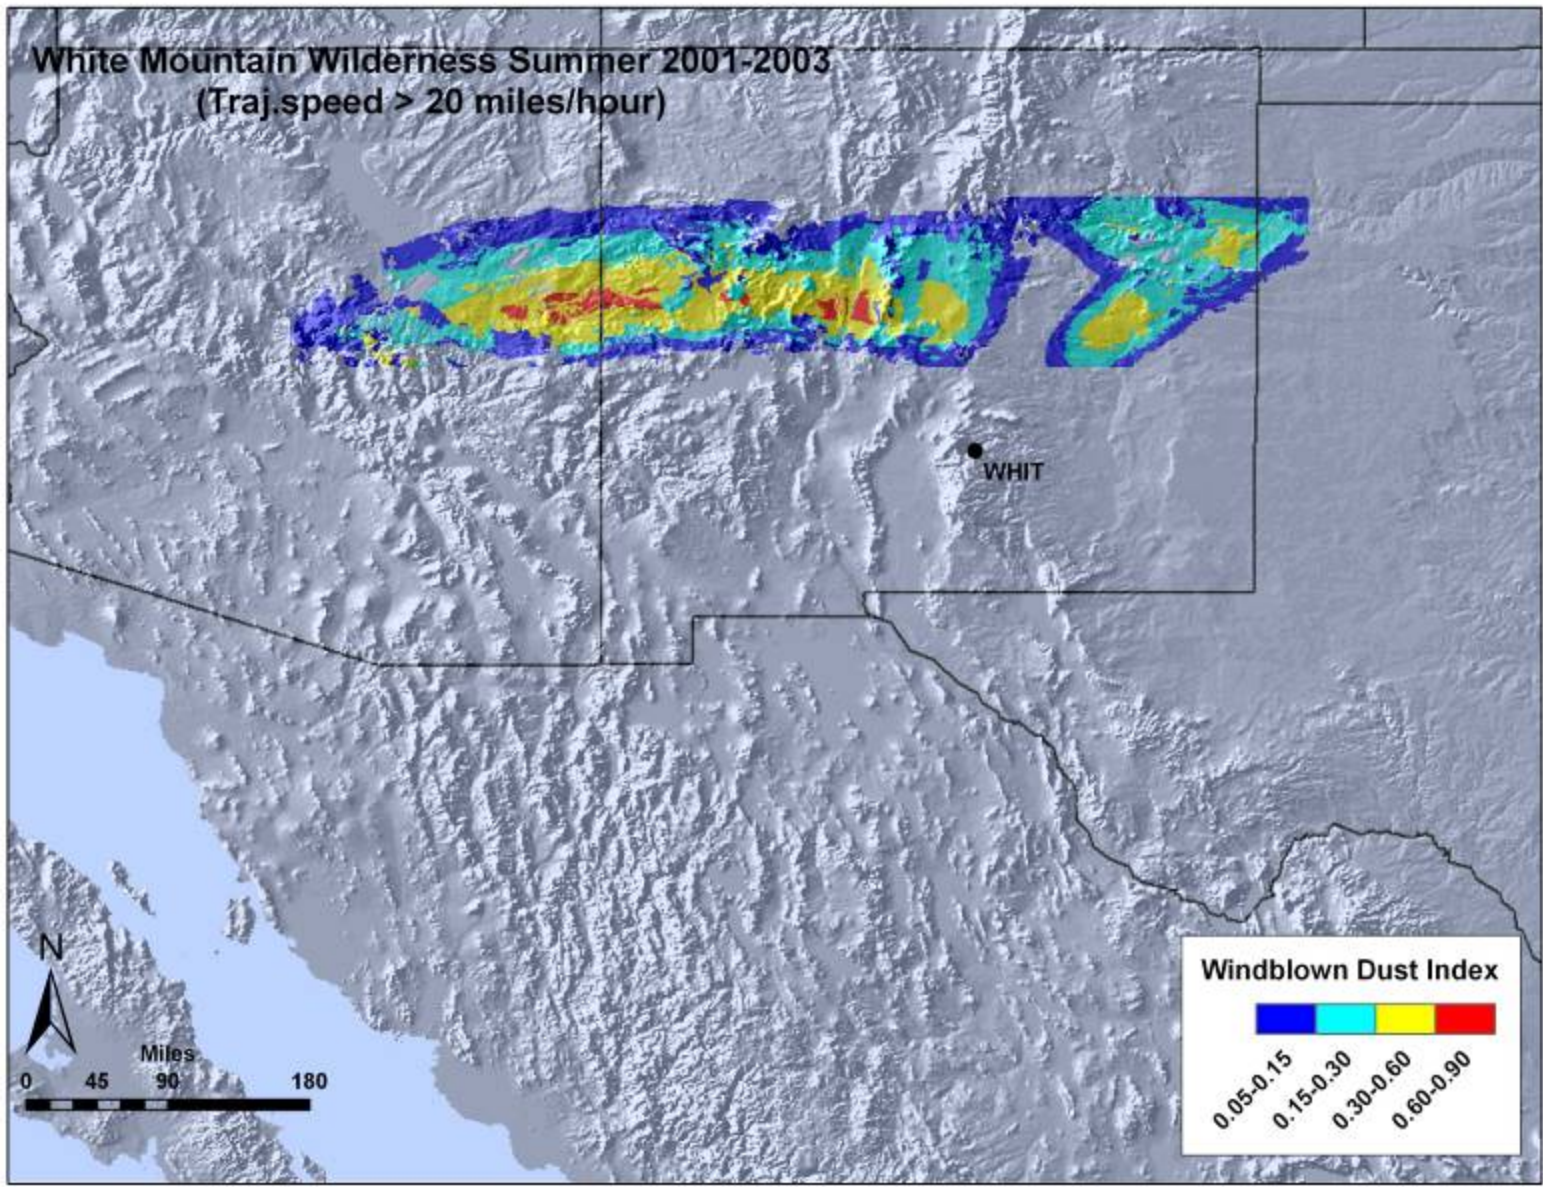 White Mountain Wilderness Summer 2001-2003
(Traj.speed > 20 miles/hour)
WHIT
N
Miles
0 45 90 180
Windblown Dust Index
0.05-0.15 0.15-0.30 0.30-0.60 0.60-0.90